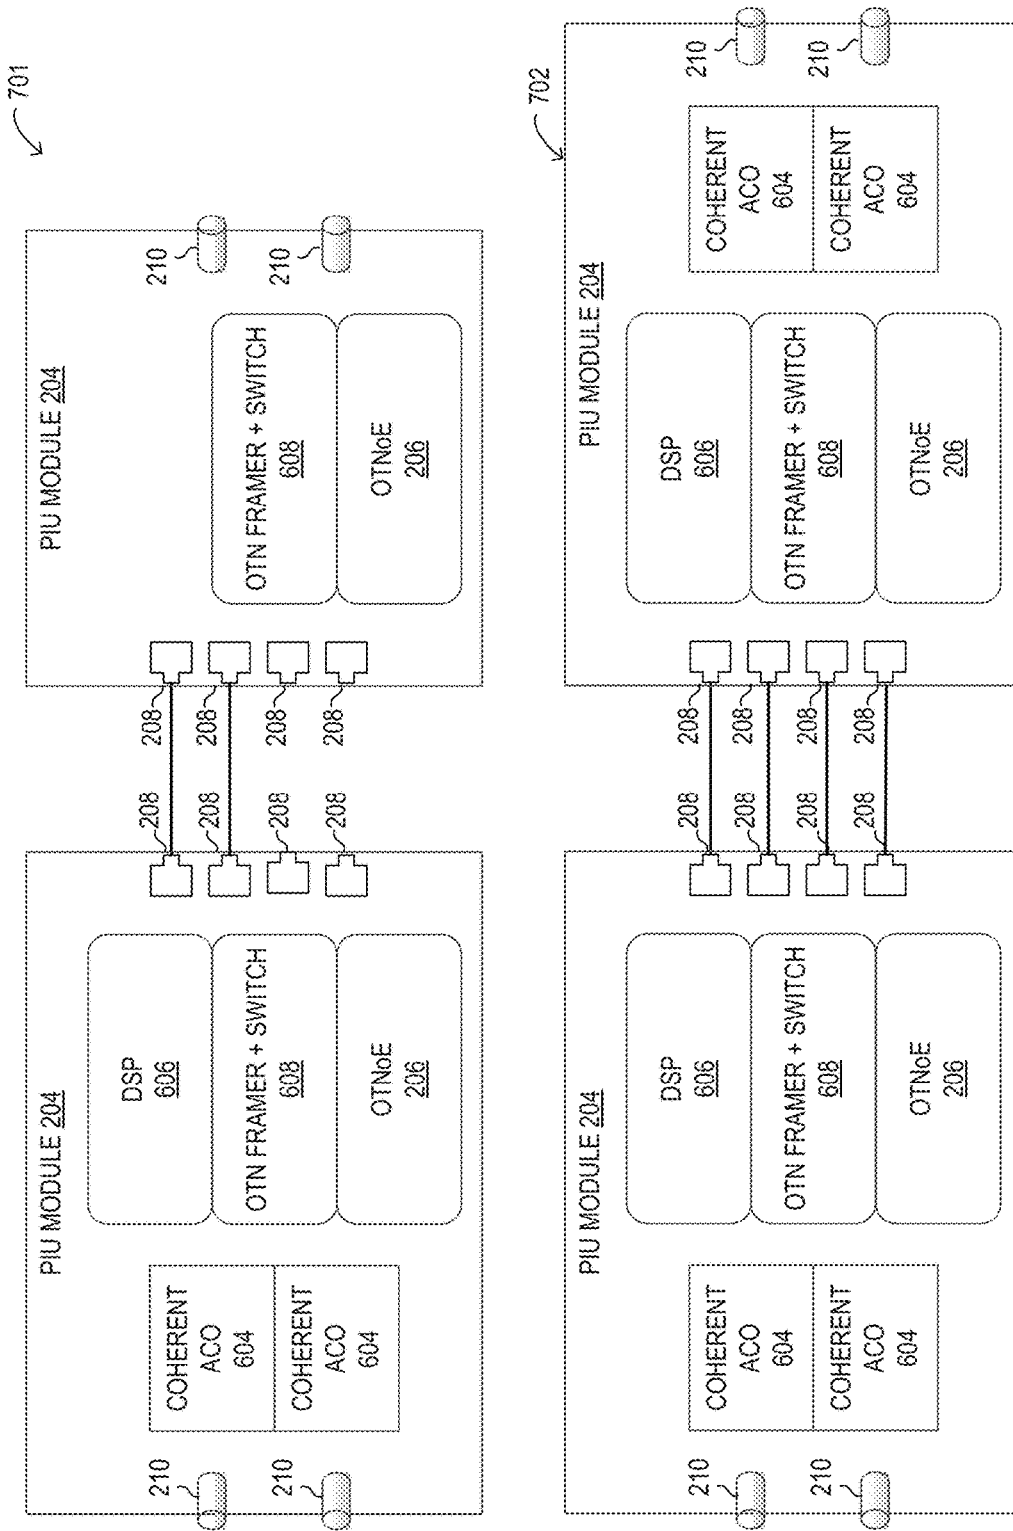 701
PIU MODULE 204
PIU MODULE 204
COHERENT
ACO
604
COHERENT
ACO
604
DSP
606
OTN FRAMER + SWITCH
608
OTNoE
206
OTN FRAMER + SWITCH
608
OTNoE
206
210
210
208
208
208
208
208
208
208
208
210
210
702
PIU MODULE 204
PIU MODULE 204
COHERENT
ACO
604
COHERENT
ACO
604
DSP
606
OTN FRAMER + SWITCH
608
OTNoE
206
DSP
606
OTN FRAMER + SWITCH
608
OTNoE
206
COHERENT
ACO
604
COHERENT
ACO
604
210
210
208
208
208
208
208
208
208
208
210
210